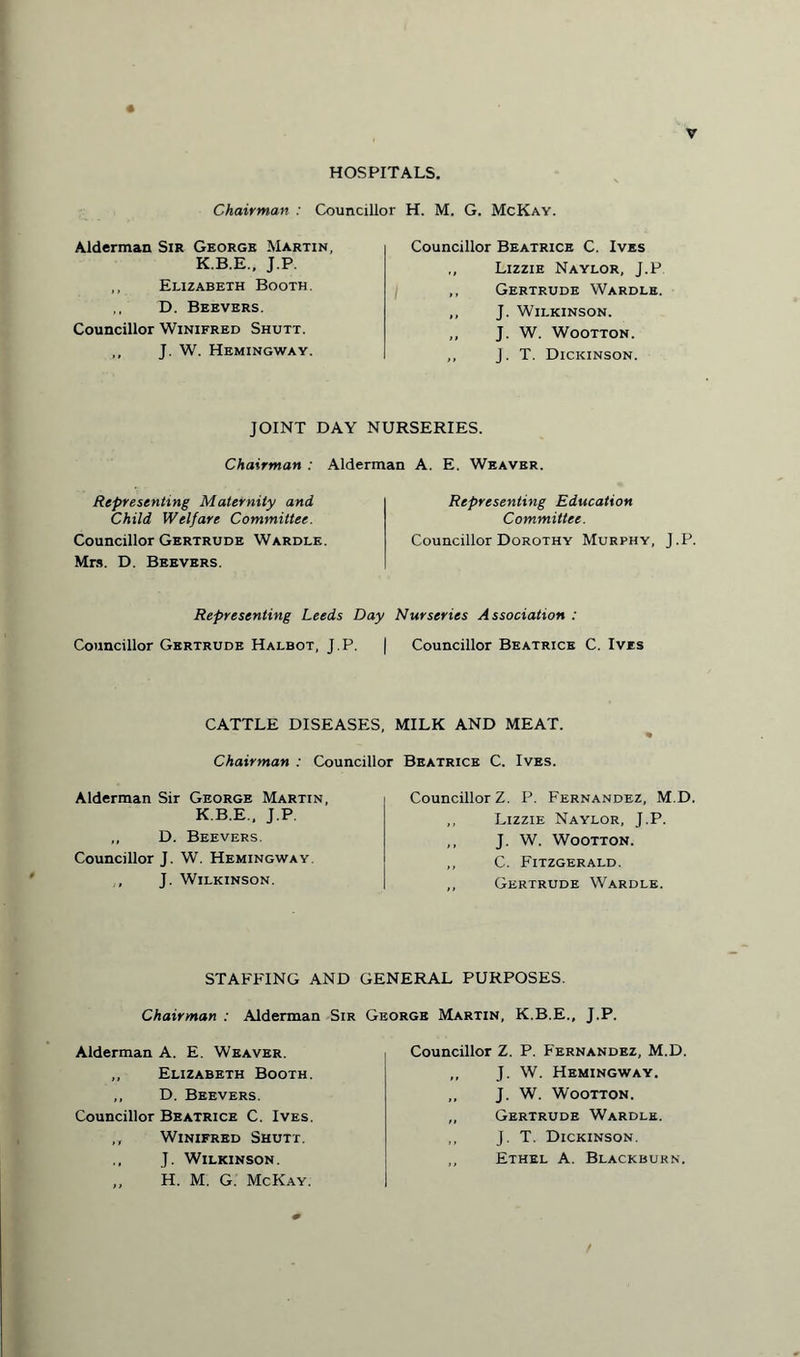 v
HOSPITALS.
Chairman : Councillor H. M. G. McKay.
Alderman Sir George Martin,
K.B.E., J.P.
,, Elizabeth Booth.
,, D. Beevers.
Councillor Winifred Shutt.
,, J. W. Hemingway.
Councillor Beatrice C. Ives
,, Lizzie Naylor, J.P
,, Gertrude Wardle.
,, J. Wilkinson.
,, J. W. Wootton.
,, J. T. Dickinson.
JOINT DAY NURSERIES.
Chairman : Alderman A. E. Weaver.
Representing Maternity and
Child Welfare Committee.
Councillor Gertrude Wardle.
Mrs. D. Beevers.
Representing Education
Committee.
Councillor Dorothy Murphy, J.P.
Representing Leeds Day Nurseries Association :
Councillor Gertrude Halbot, J.P. | Councillor Beatrice C. Ives
CATTLE DISEASES, MILK AND MEAT.
Chairman : Councillor Beatrice C. Ives.
Alderman Sir George Martin,
K.B.E., J.P.
,, D. Beevers.
Councillor J. W. Hemingway.
,, J. Wilkinson.
Councillor Z. P. Fernandez, M.D.
,, Lizzie Naylor, J.P.
,, J. W. Wootton.
,, C. Fitzgerald.
,, Gertrude Wardle.
STAFFING AND GENERAL PURPOSES.
Chairman : Alderman Sir George Martin, K.B.E., J.P.
Alderman A. E. Weaver.
,, Elizabeth Booth.
,, D. Beevers.
Councillor Beatrice C. Ives.
,, Winifred Shutt.
,, J. Wilkinson.
,, H. M. G. McKay.
Councillor Z. P. Fernandez, M.D.
,, J. W. Hemingway.
,, J. W. Wootton.
,, Gertrude Wardle.
,, J. T. Dickinson.
,, Ethel A. Blackburn.